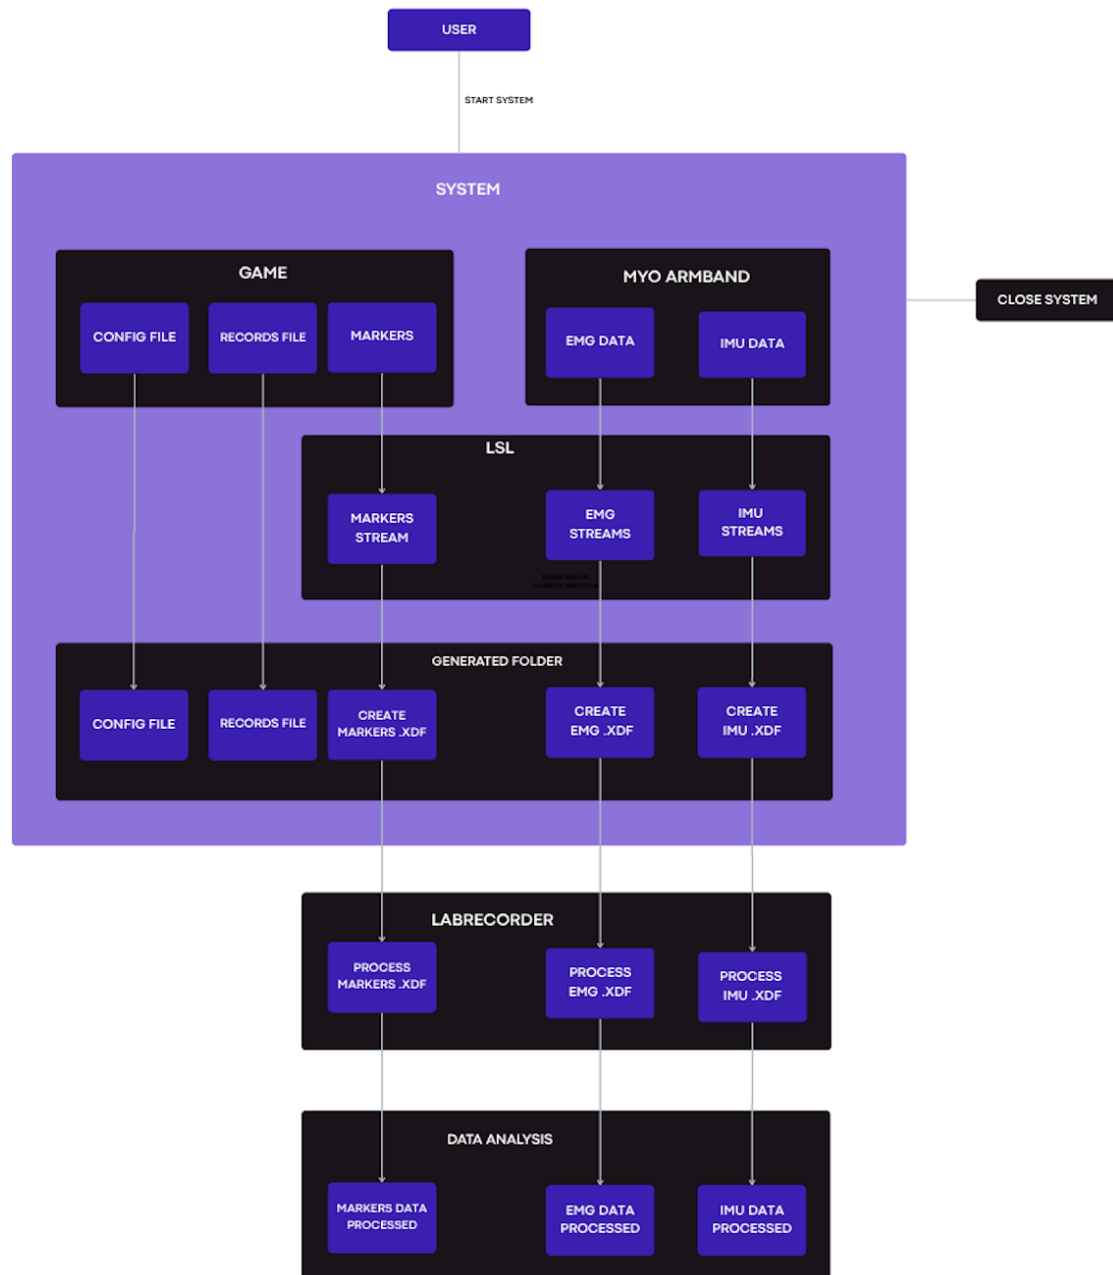 USER
START SYSTEM
SYSTEM
GAME
MYO ARMBAND
CLOSE SYSTEM
CONFIG FILE
RECORDS FILE
MARKERS
EMG DATA
IMU DATA
LSL
MARKERS
STREAM
EMG
STREAMS
IMU
STREAMS
GENERATED FOLDER
CONFIG FILE
RECORDS FILE
CREATE
MARKERS .XDF
CREATE
EMG .XDF
CREATE
IMU .XDF
LABRECORDER
PROCESS
MARKERS .XDF
PROCESS
EMG .XDF
PROCESS
IMU .XDF
DATA ANALYSIS
MARKERS DATA
PROCESSED
EMG DATA
PROCESSED
IMU DATA
PROCESSED